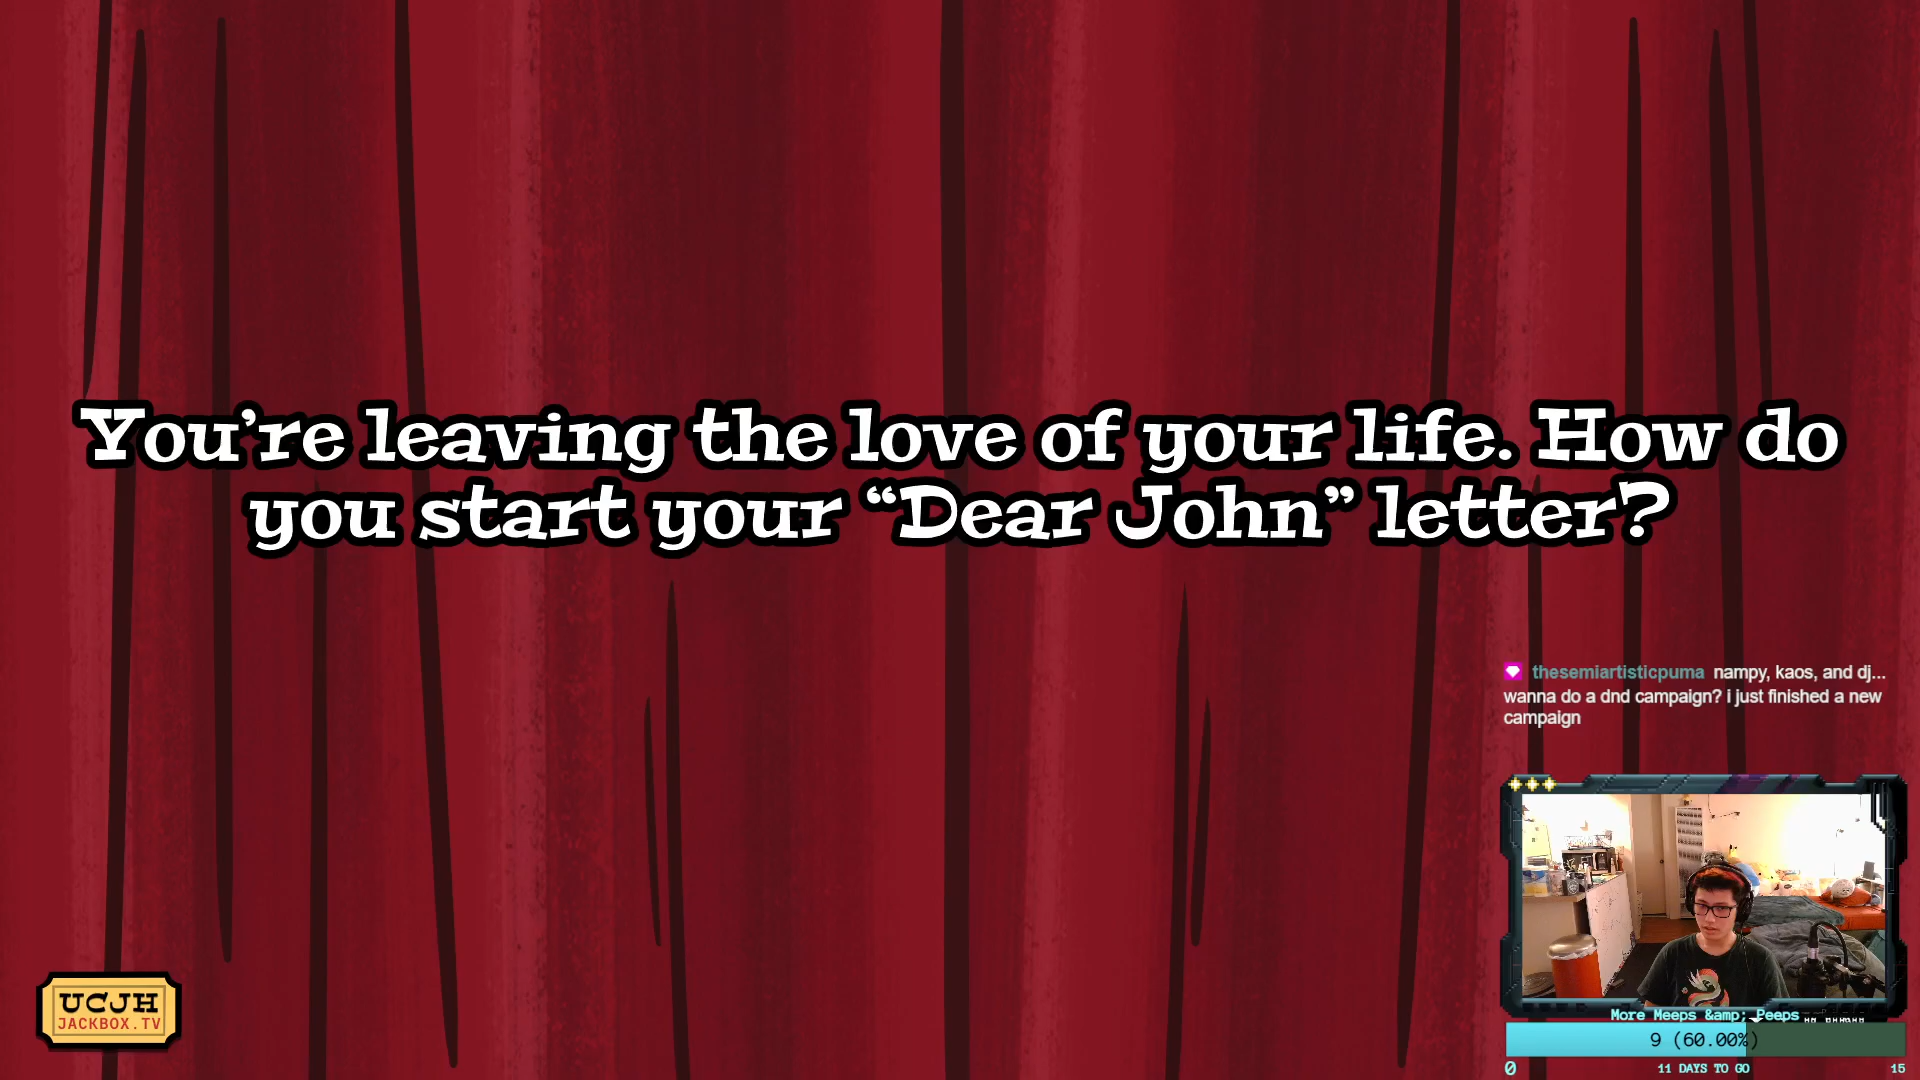 You're leaving the love of your life. How do
you start your “Dear John” letter?
thesemiartisticpuma nampy, kaos, and dj...
wanna do a dnd campaign? i just finished a new
campaign
UCJH
JACKBOX.TV
More Meeps &amp; Peeps
9 (60.00%)
0 11 DAYS TO GO 15